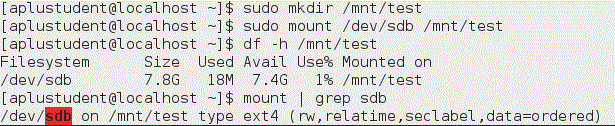 [aplustudent@localhost ~]$ sudo mkdir /mnt/test
[aplustudent@localhost ~]$ sudo mount /dev/sdb /mnt/test
[aplustudent@localhost ~]$ df -h /mnt/test
Filesystem      Size  Used Avail Use% Mounted on
/dev/sdb        7.8G   18M  7.4G   1% /mnt/test
[aplustudent@localhost ~]$ mount | grep sdb
/dev/sdb on /mnt/test type ext4 (rw,relatime,seclabel,data=ordered)